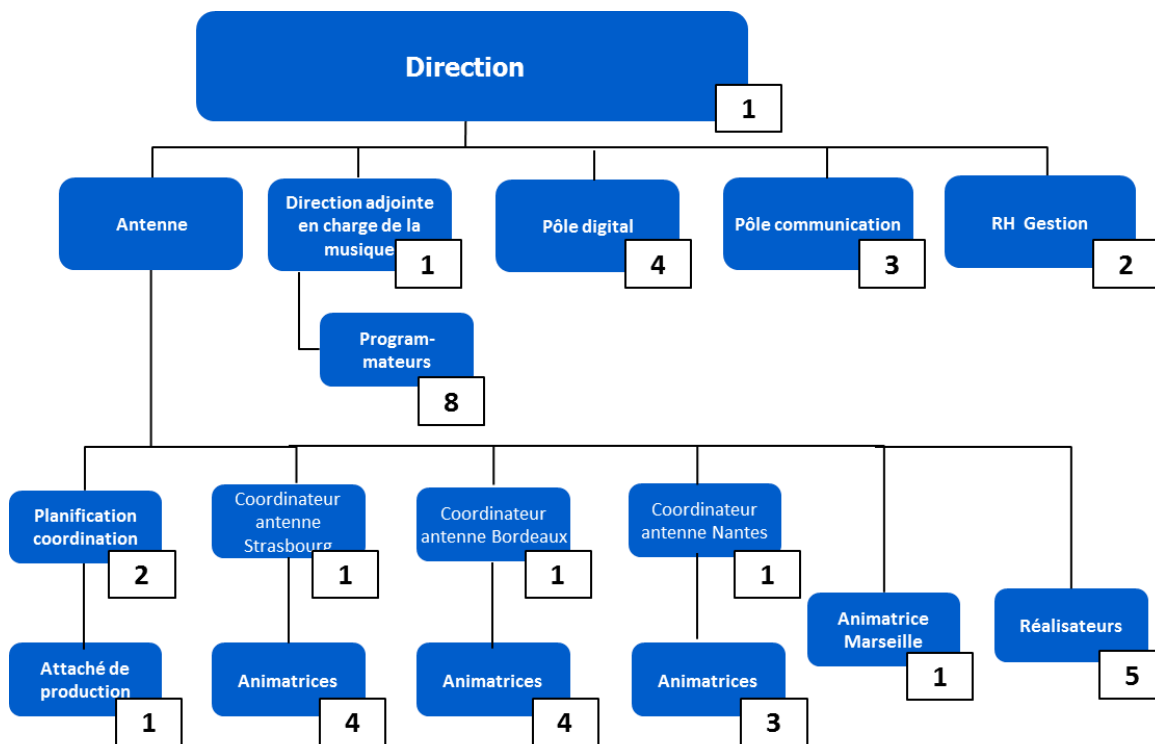 Direction
1
Antenne
Direction adjointe
en charge de la
musique
1
Pôle digital
4
Pôle communication
3
RH Gestion
2
Program-
mateurs
8
Planification
coordination
2
Coordinateur
antenne
Strasbourg
1
Coordinateur
antenne Bordeaux
1
Coordinateur
antenne Nantes
1
Animatrice
Marseille
1
Réalisateurs
5
Attaché de
production
1
Animatrices
4
Animatrices
4
Animatrices
3